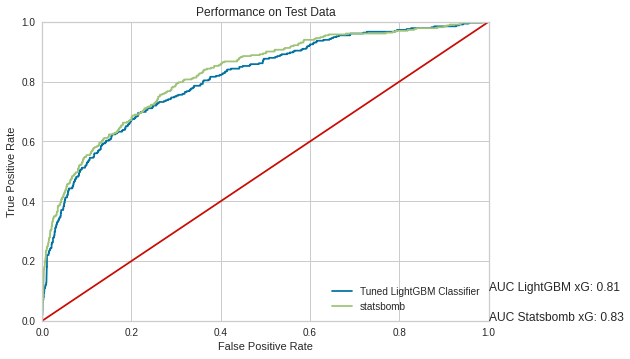 Performance on Test Data
1.0
0.8
0.6
0.4
0.2
0.0
True Positive Rate
Tuned LightGBM Classifier
statsbomb
AUC LightGBM xG: 0.81
AUC Statsbomb xG: 0.83
0.0 0.2 0.4 0.6 0.8 1.0
False Positive Rate